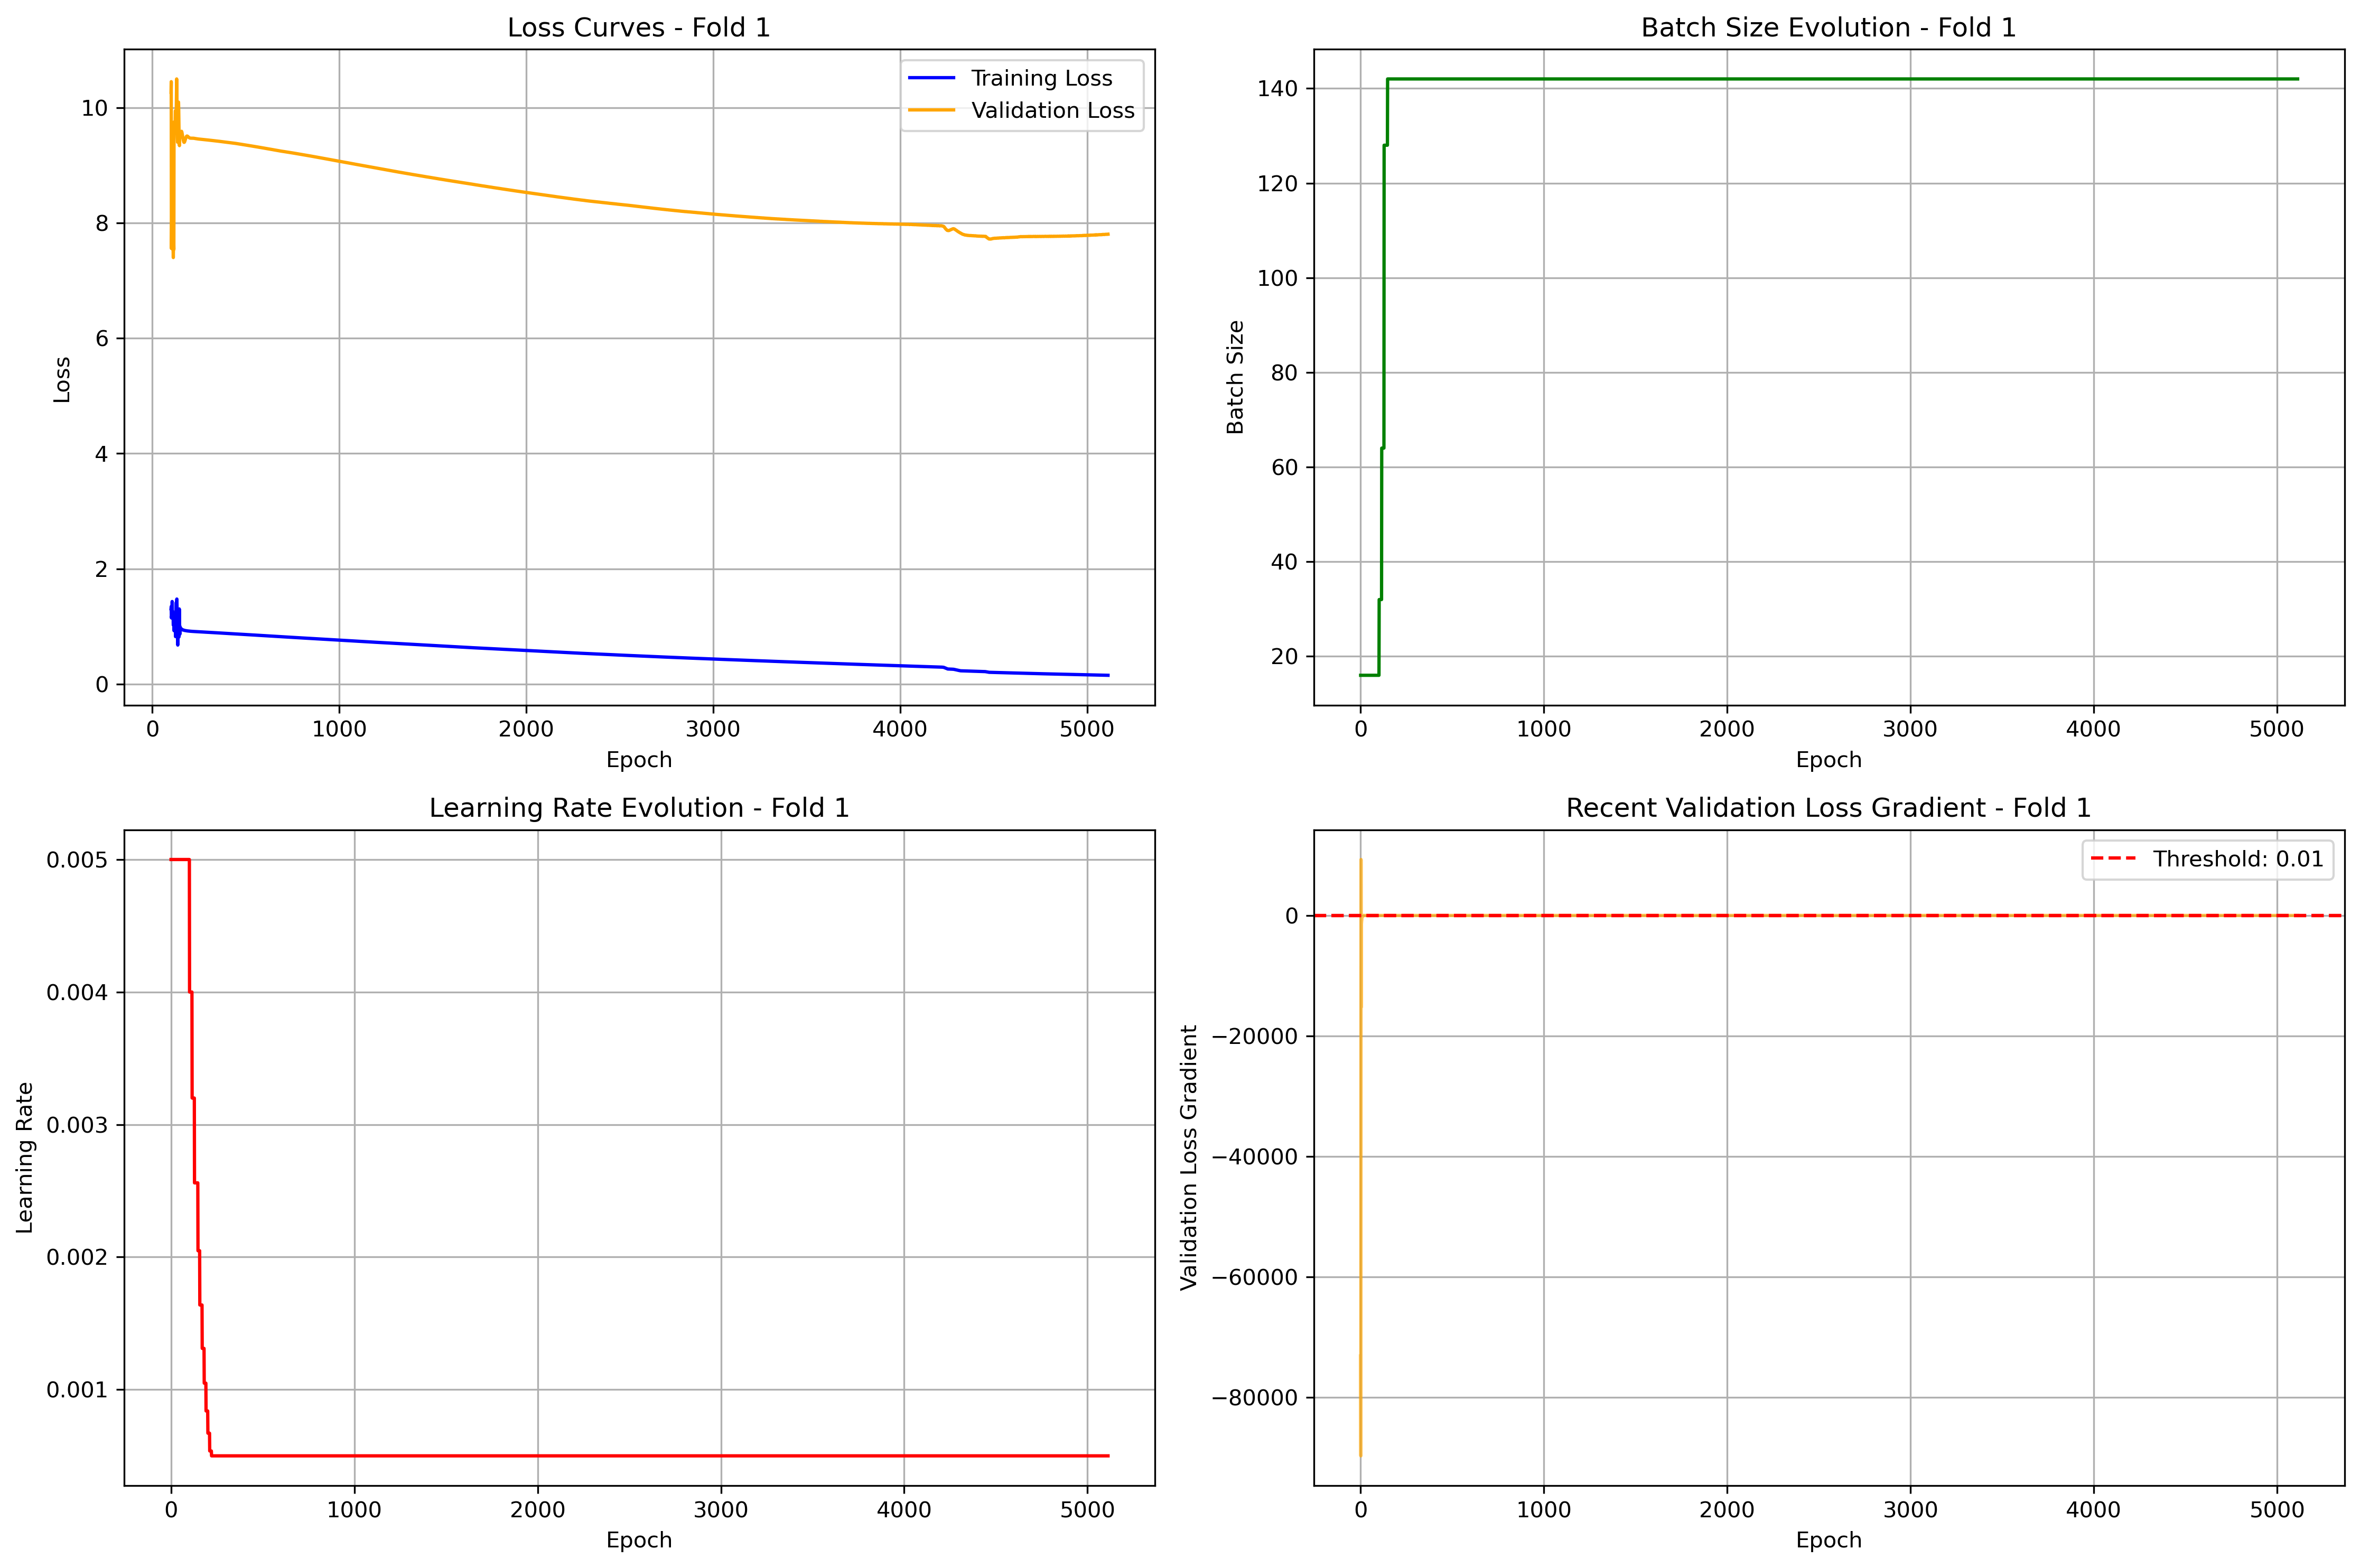 Loss Curves - Fold 1
Training Loss
Validation Loss
10
8
6
4
2
0
Loss
0 1000 2000 3000 4000 5000
Epoch
Batch Size Evolution - Fold 1
140
120
100
80
60
40
20
Batch Size
0 1000 2000 3000 4000 5000
Epoch
Learning Rate Evolution - Fold 1
0.005
0.004
0.003
0.002
0.001
Learning Rate
0 1000 2000 3000 4000 5000
Epoch
Recent Validation Loss Gradient - Fold 1
Threshold: 0.01
0
−20000
−40000
−60000
−80000
Validation Loss Gradient
0 1000 2000 3000 4000 5000
Epoch